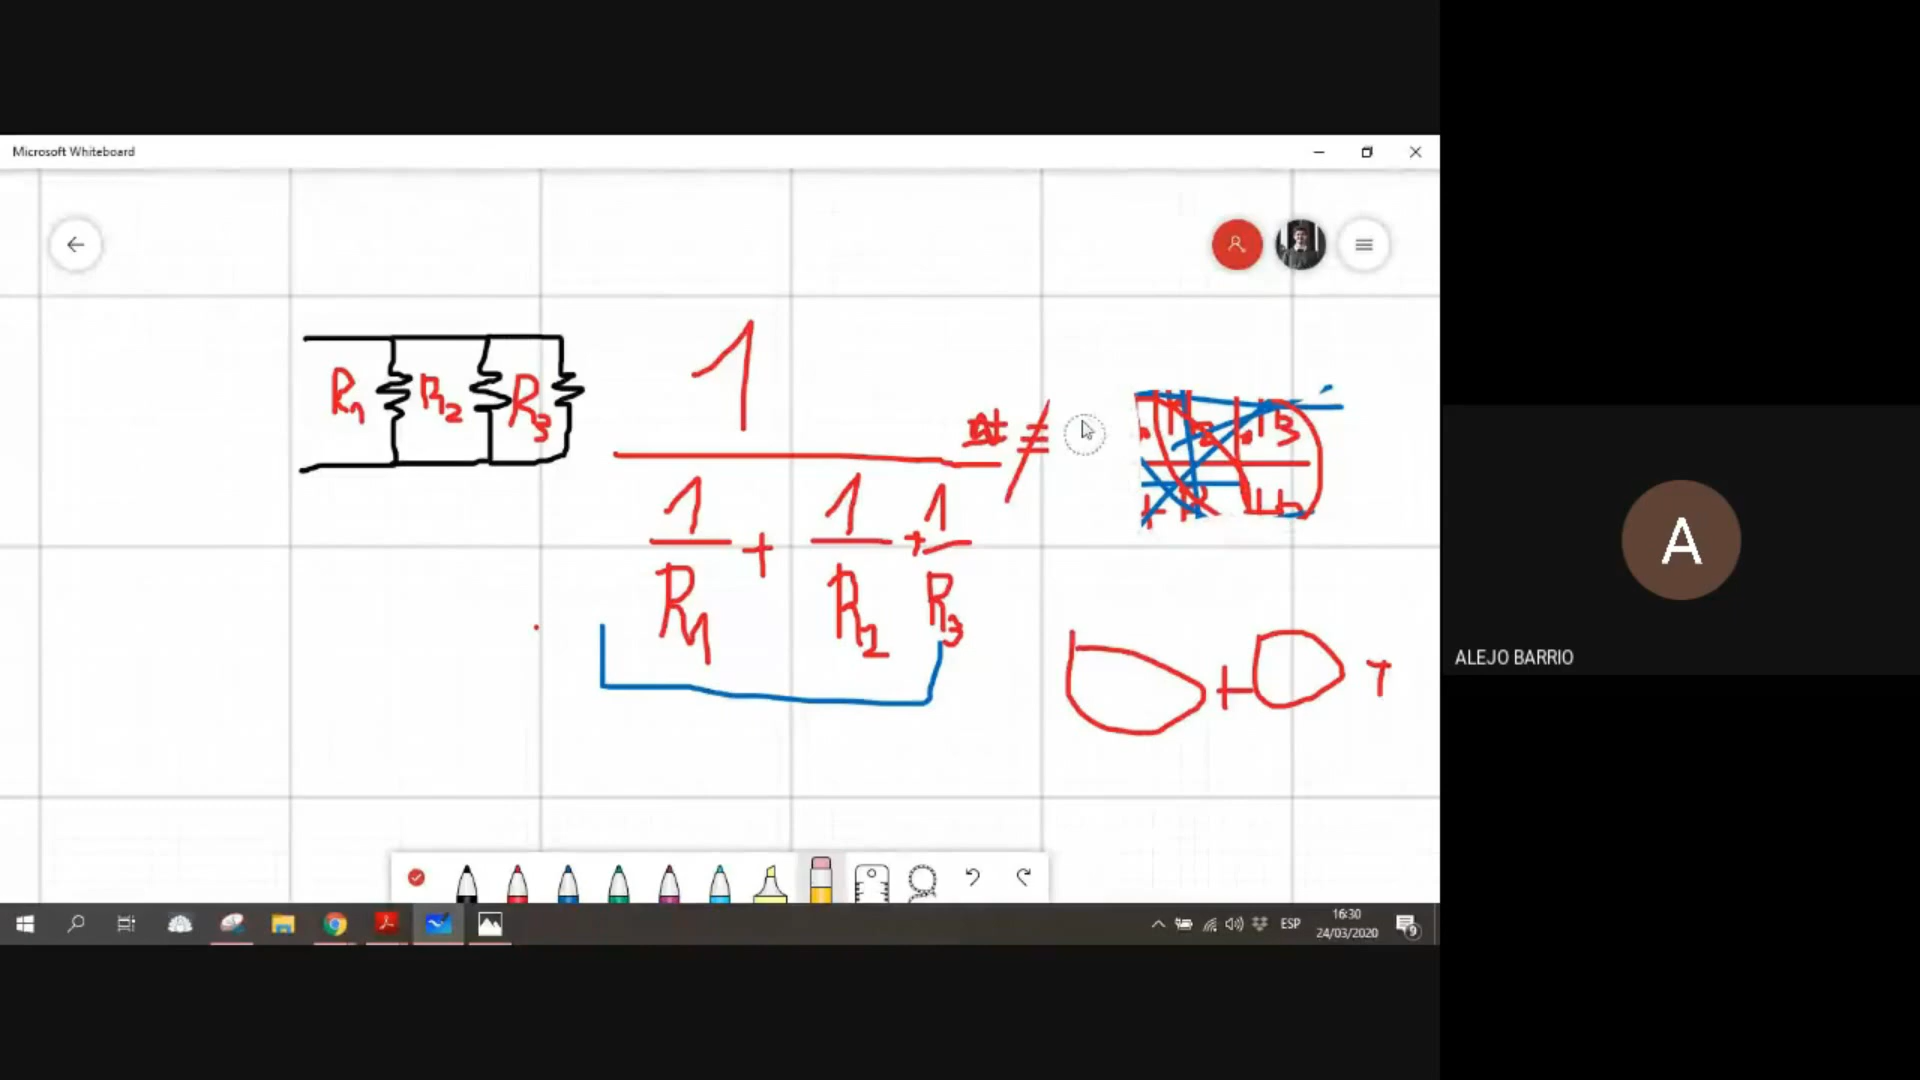 Microsoft Whiteboard
R1 R2 R3
1
≠
1 1 1
+ +
R1 R2 R3
+ +
A
ALEJO BARRIO
ESP
16:30
24/03/2020
9